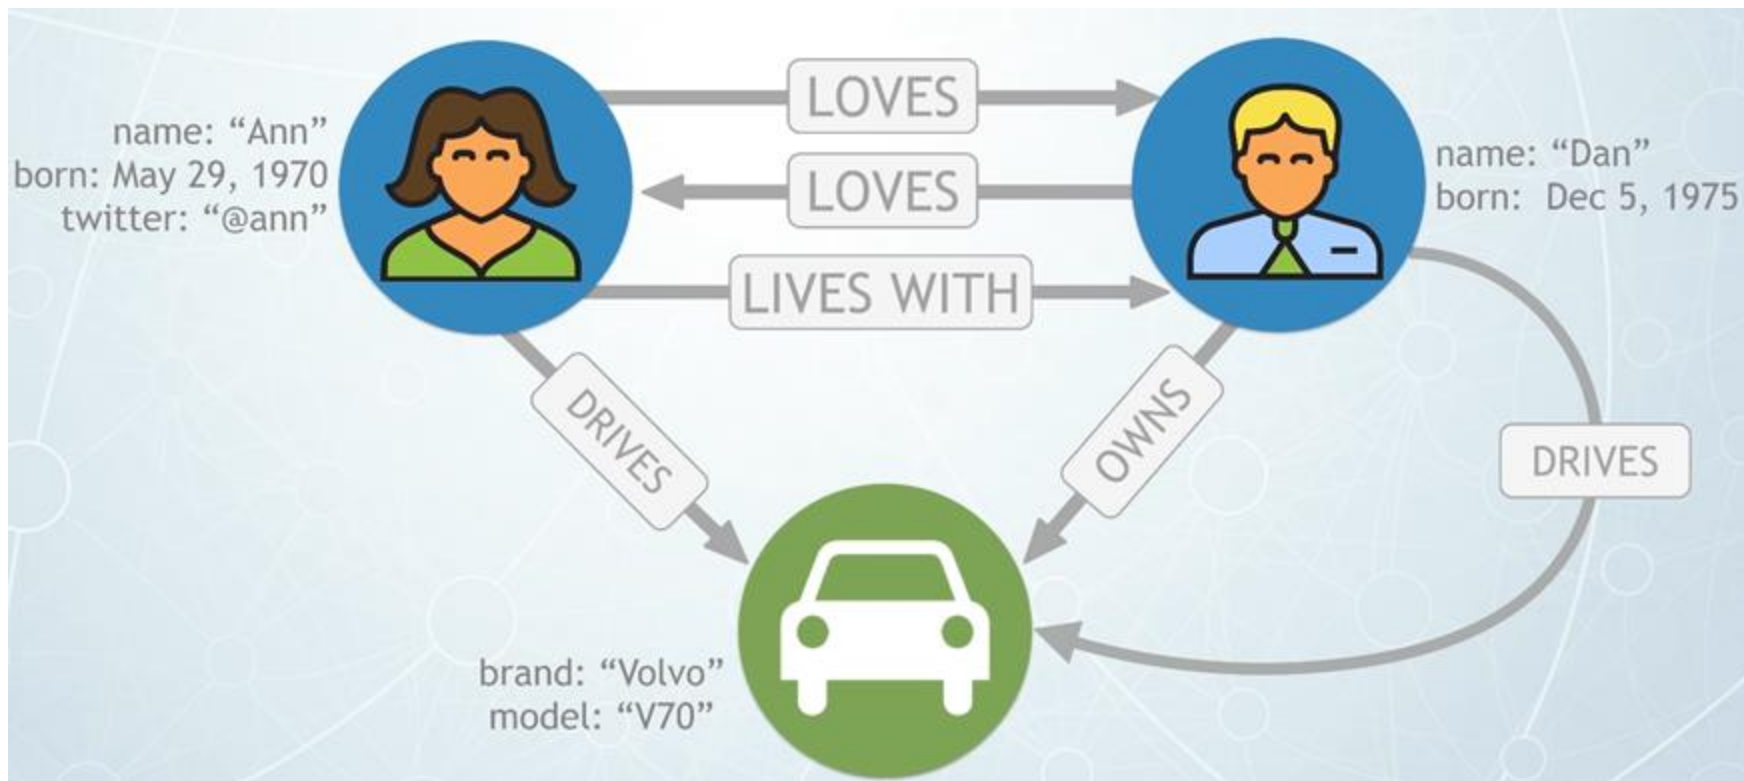 LOVES
name: “Ann”
born: May 29, 1970
twitter: “@ann”
LOVES
name: “Dan”
born:  Dec 5, 1975
LIVES WITH
DRIVES
OWNS
DRIVES
brand: “Volvo”
model: “V70”